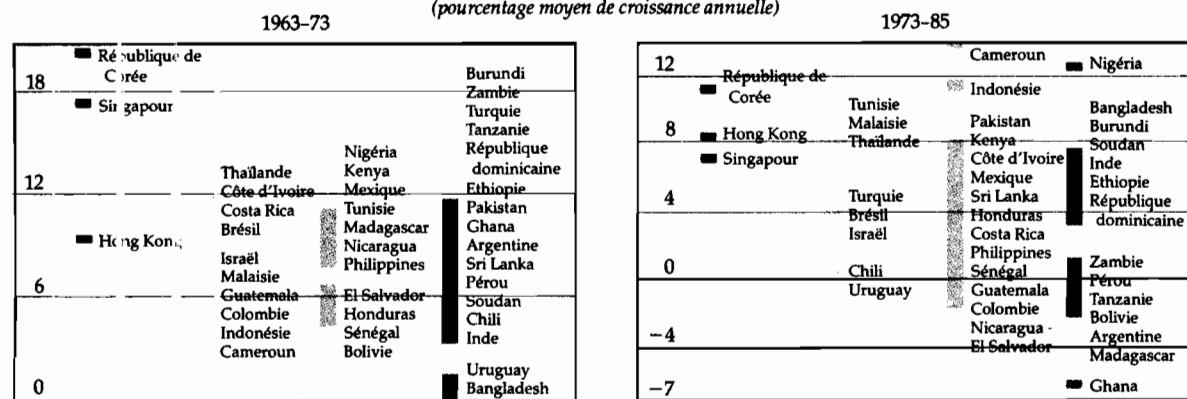 (pourcentage moyen de croissance annuelle)
1963–73
18
12
6
0
République de
Corée
Singapour
Hong Kong
Thaïlande
Côte d'Ivoire
Costa Rica
Brésil
Israël
Malaisie
Guatemala
Colombie
Indonésie
Cameroun
Nigéria
Kenya
Mexique
Tunisie
Madagascar
Nicaragua
Philippines
El Salvador
Honduras
Sénégal
Bolivie
Burundi
Zambie
Turquie
Tanzanie
République
dominicaine
Ethiopie
Pakistan
Ghana
Argentine
Sri Lanka
Pérou
Soudan
Chili
Inde
Uruguay
Bangladesh
1973–85
12
8
4
0
−4
−7
République de
Corée
Hong Kong
Singapour
Tunisie
Malaisie
Thaïlande
Turquie
Brésil
Israël
Chili
Uruguay
Cameroun
Indonésie
Pakistan
Kenya
Côte d'Ivoire
Mexique
Sri Lanka
Honduras
Costa Rica
Philippines
Sénégal
Guatemala
Colombie
Nicaragua
El Salvador
Nigéria
Bangladesh
Burundi
Soudan
Inde
Ethiopie
République
dominicaine
Zambie
Pérou
Tanzanie
Bolivie
Argentine
Madagascar
Ghana